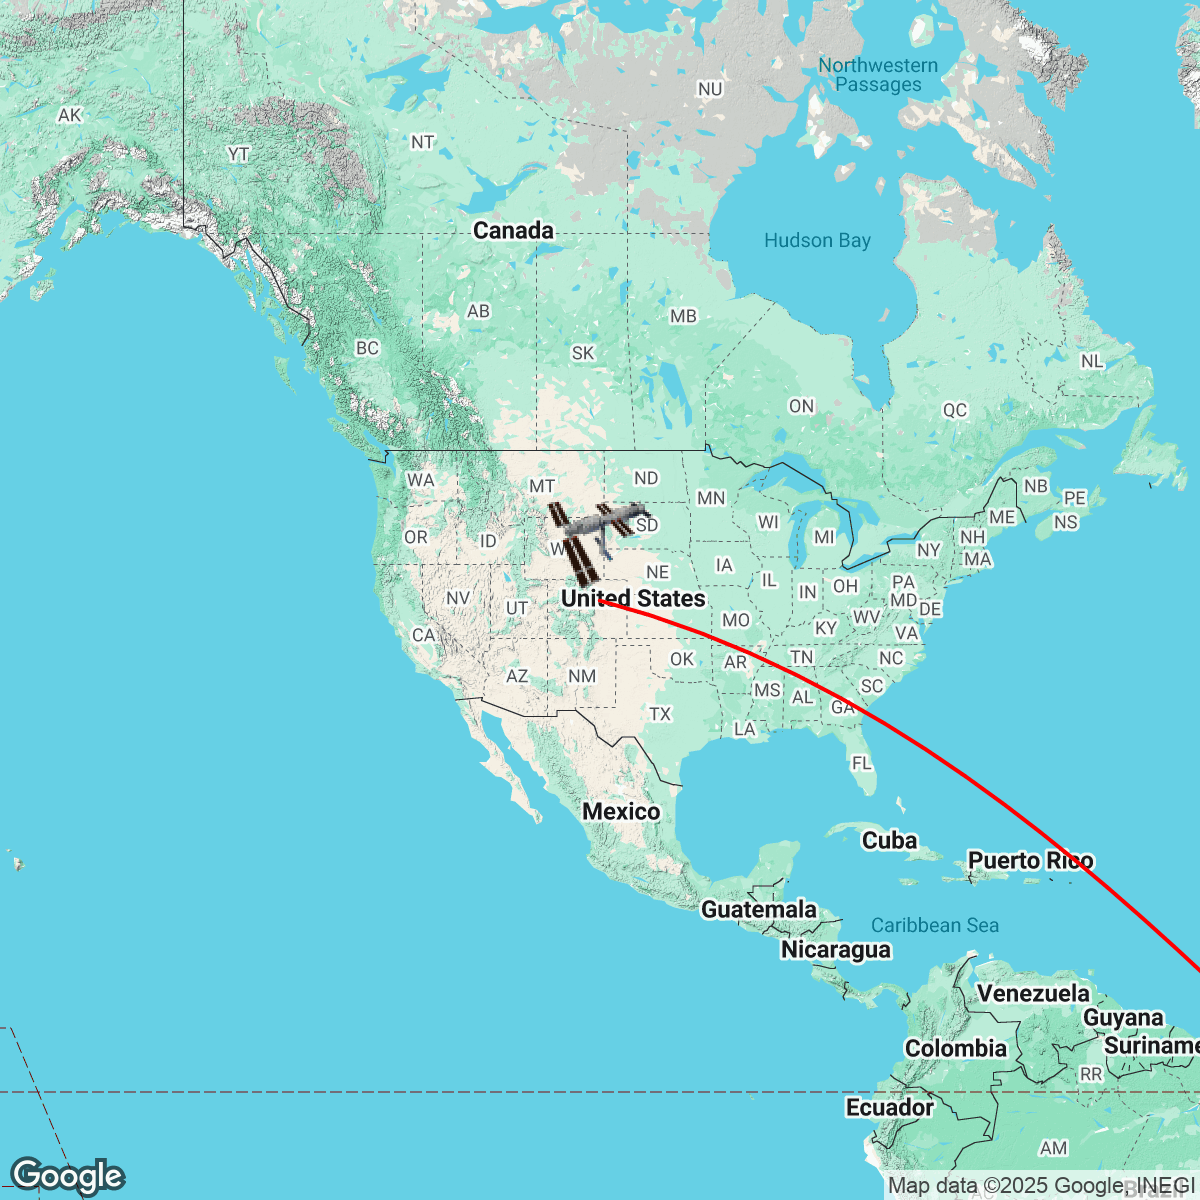 Northwestern
Passages
NU
AK
NT
YT
Canada
Hudson Bay
AB
MB
SK
BC
NL
ON
QC
WA
MT
ND
NB
PE
MN
ME
NS
WI
SD
OR
ID
MI
NH
NY
MA
W
NE
IA
IL
IN
OH
PA
MD
DE
NV
UT
United States
MO
WV
KY
VA
CA
OK
AR
TN
NC
AZ
NM
MS
AL
SC
GA
TX
LA
FL
Mexico
Cuba
Puerto Rico
Guatemala
Caribbean Sea
Nicaragua
Venezuela
Guyana
Suriname
Colombia
RR
Ecuador
AM
AC
Brazil
Google
Map data ©2025 Google, INEGI